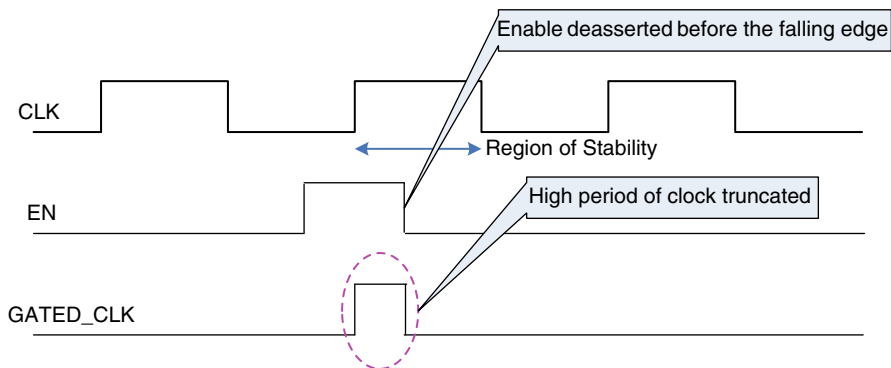 Enable deasserted before the falling edge
CLK
Region of Stability
High period of clock truncated
EN
GATED_CLK